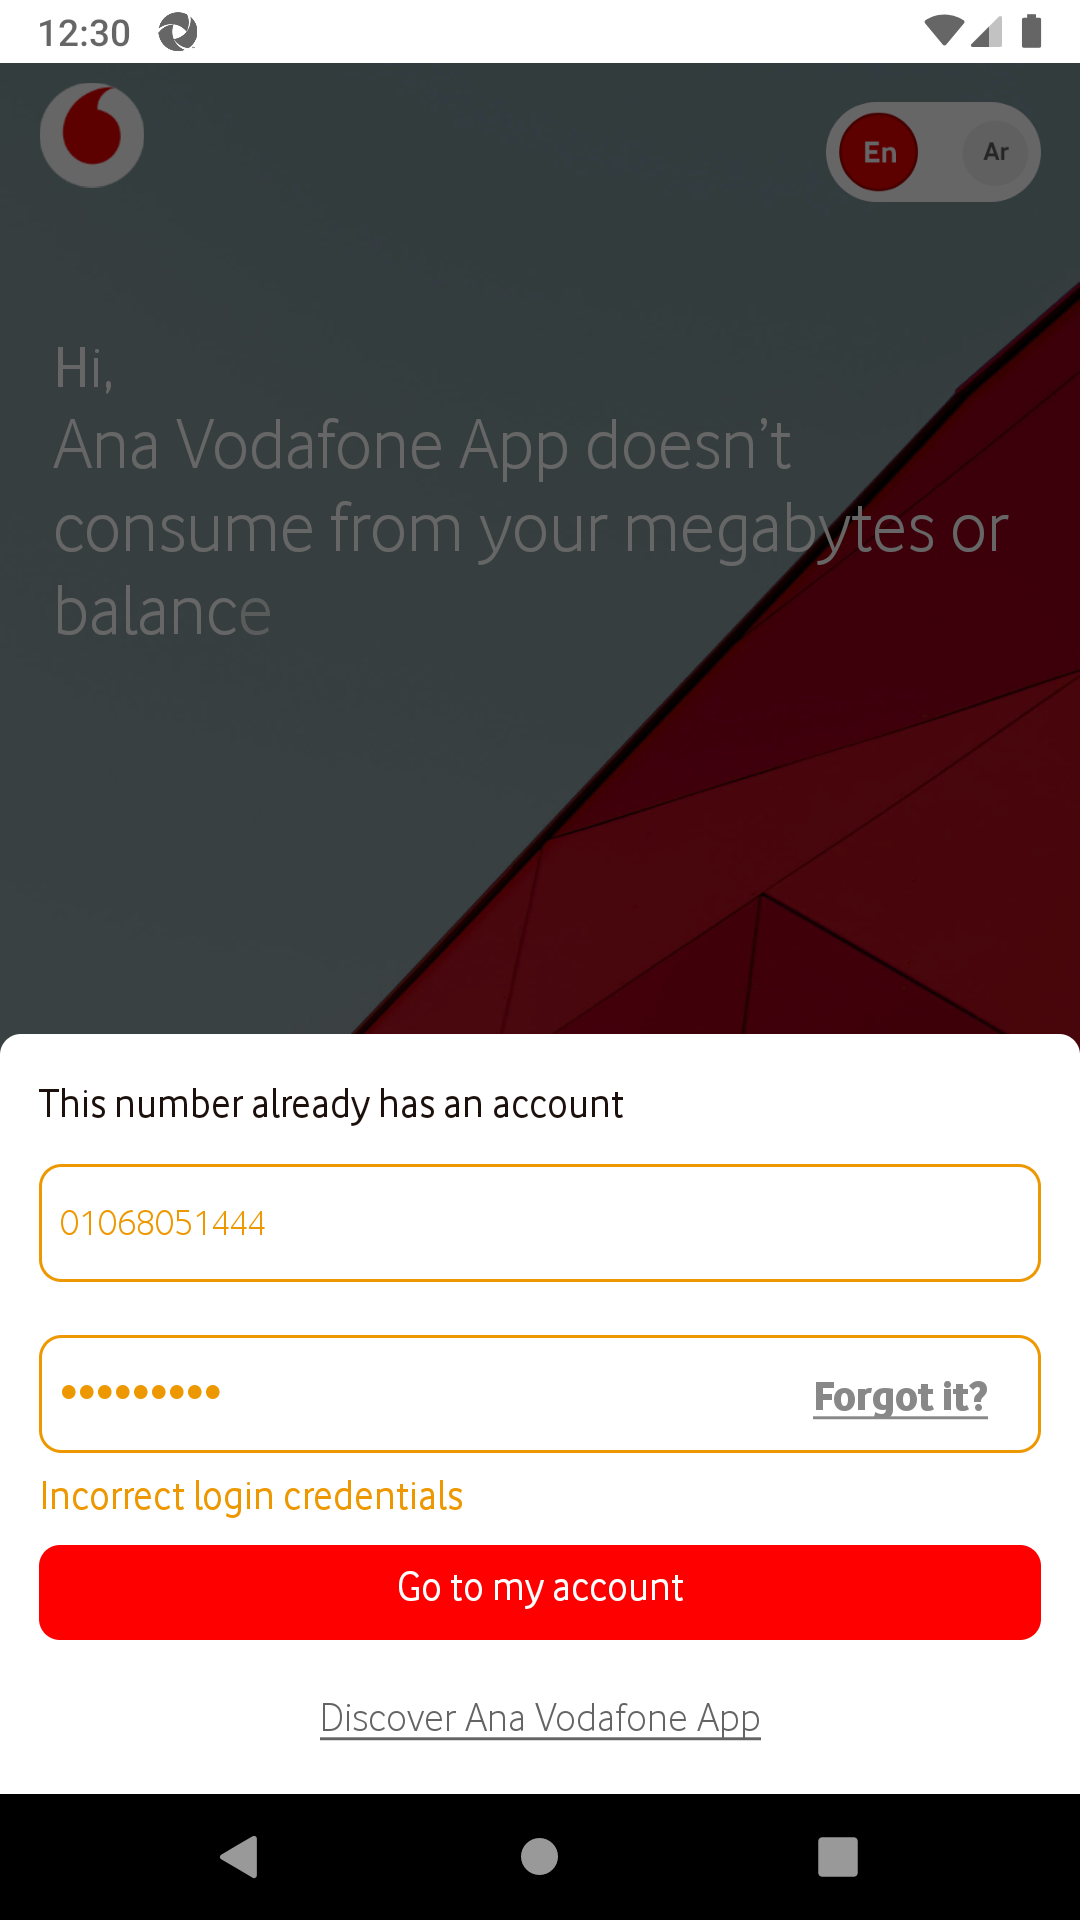 12:30
En
Ar
Hi,
Ana Vodafone App doesn't
consume from your megabytes or
balance
This number already has an account
01068051444
•••••••••
Forgot it?
Incorrect login credentials
Go to my account
Discover Ana Vodafone App